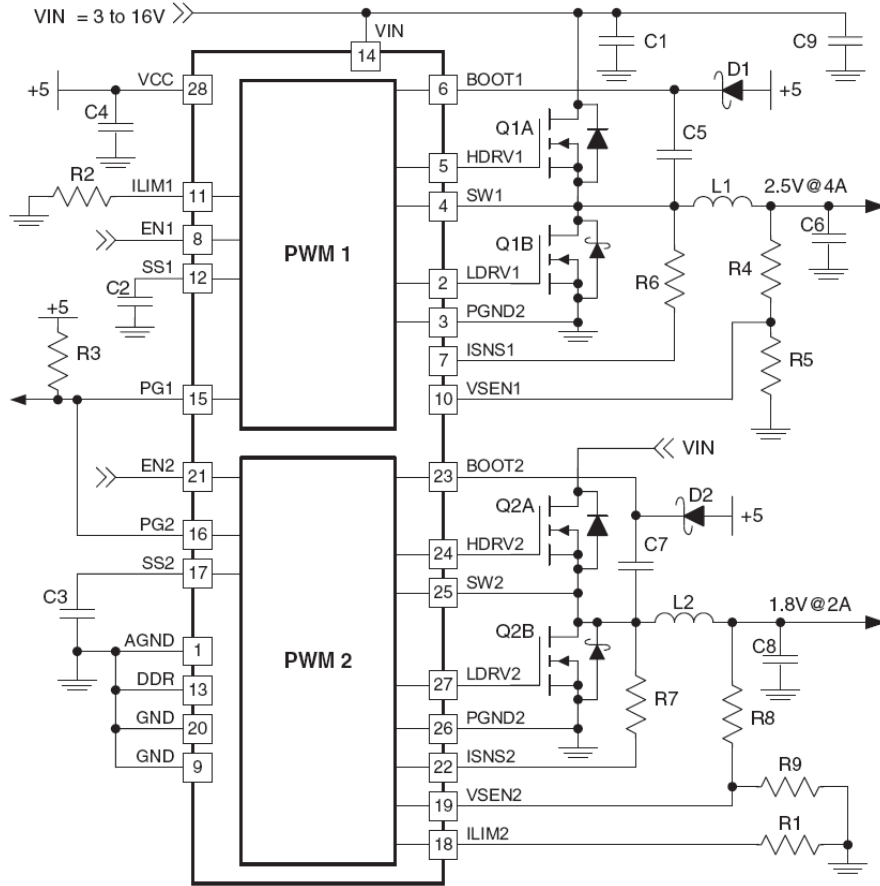 VIN = 3 to 16V
VIN
14
C1
C9
+5
VCC
28
6
BOOT1
D1
+5
C4
Q1A
C5
R2
ILIM1
11
5
HDRV1
4
SW1
L1
2.5V@4A
EN1
8
PWM 1
Q1B
C6
SS1
12
C2
2
LDRV1
R6
R4
+5
3
PGND2
R3
7
ISNS1
R5
PG1
15
10
VSEN1
VIN
EN2
21
23
BOOT2
Q2A
D2
+5
PG2
16
24
HDRV2
C7
SS2
17
25
SW2
C3
L2
1.8V@2A
AGND
1
PWM 2
Q2B
C8
DDR
13
27
LDRV2
R7
R8
GND
20
26
PGND2
GND
9
22
ISNS2
R9
19
VSEN2
R1
18
ILIM2